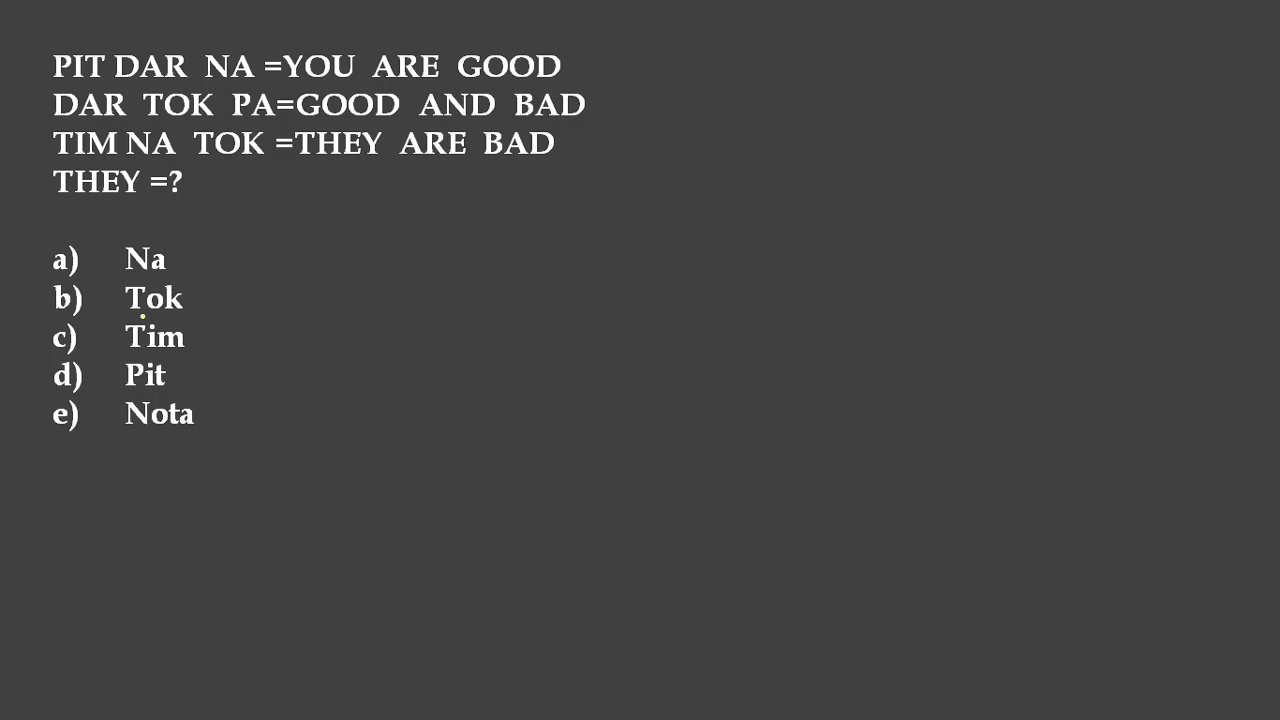 PIT DAR NA =YOU ARE GOOD
DAR TOK PA=GOOD AND BAD
TIM NA TOK =THEY ARE BAD
THEY =?
a) Na
b) Tok
c) Tim
d) Pit
e) Nota